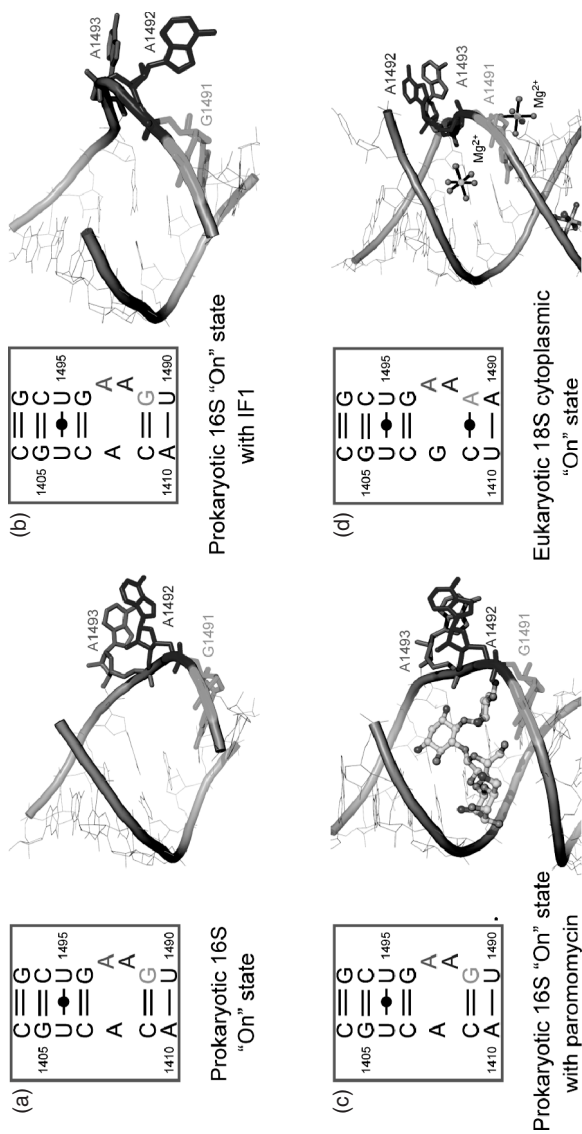 (a)
C=G
1405 G=C
U•U 1495
C=G
A
A A
C=G
A—U
1410 1490
Prokaryotic 16S
“On” state
A1493
A1492
G1491
(b)
C=G
1405 G=C
U•U 1495
C=G
A
A A
C=G
A—U
1410 1490
Prokaryotic 16S “On” state
with IF1
A1493
A1492
G1491
(c)
C=G
1405 G=C
U•U 1495
C=G
A
A A
C=G
A—U
1410 1490
Prokaryotic 16S “On” state
with paromomycin
A1493
A1492
G1491
(d)
C=G
1405 G=C
U•U 1495
C=G
A
G A
C•A
U—A
1410 1490
Eukaryotic 18S cytoplasmic
“On” state
A1492
A1493
A1491
Mg2+
Mg2+